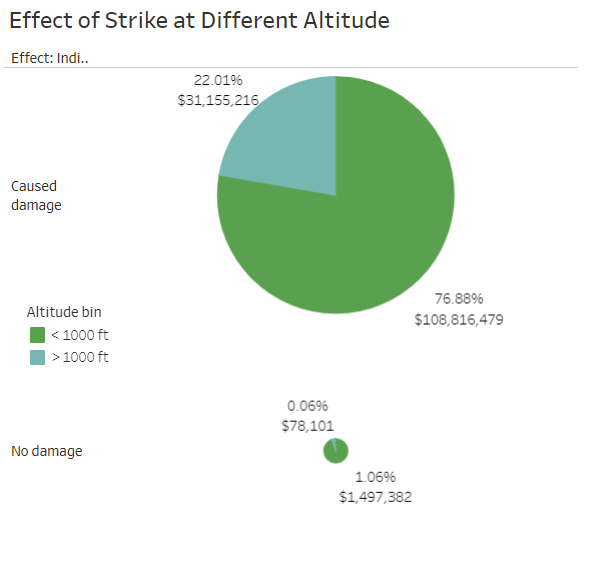 Effect of Strike at Different Altitude
Effect: Indi..
22.01%
$31,155,216
Caused
damage
76.88%
$108,816,479
Altitude bin
< 1000 ft
> 1000 ft
0.06%
$78,101
No damage
1.06%
$1,497,382